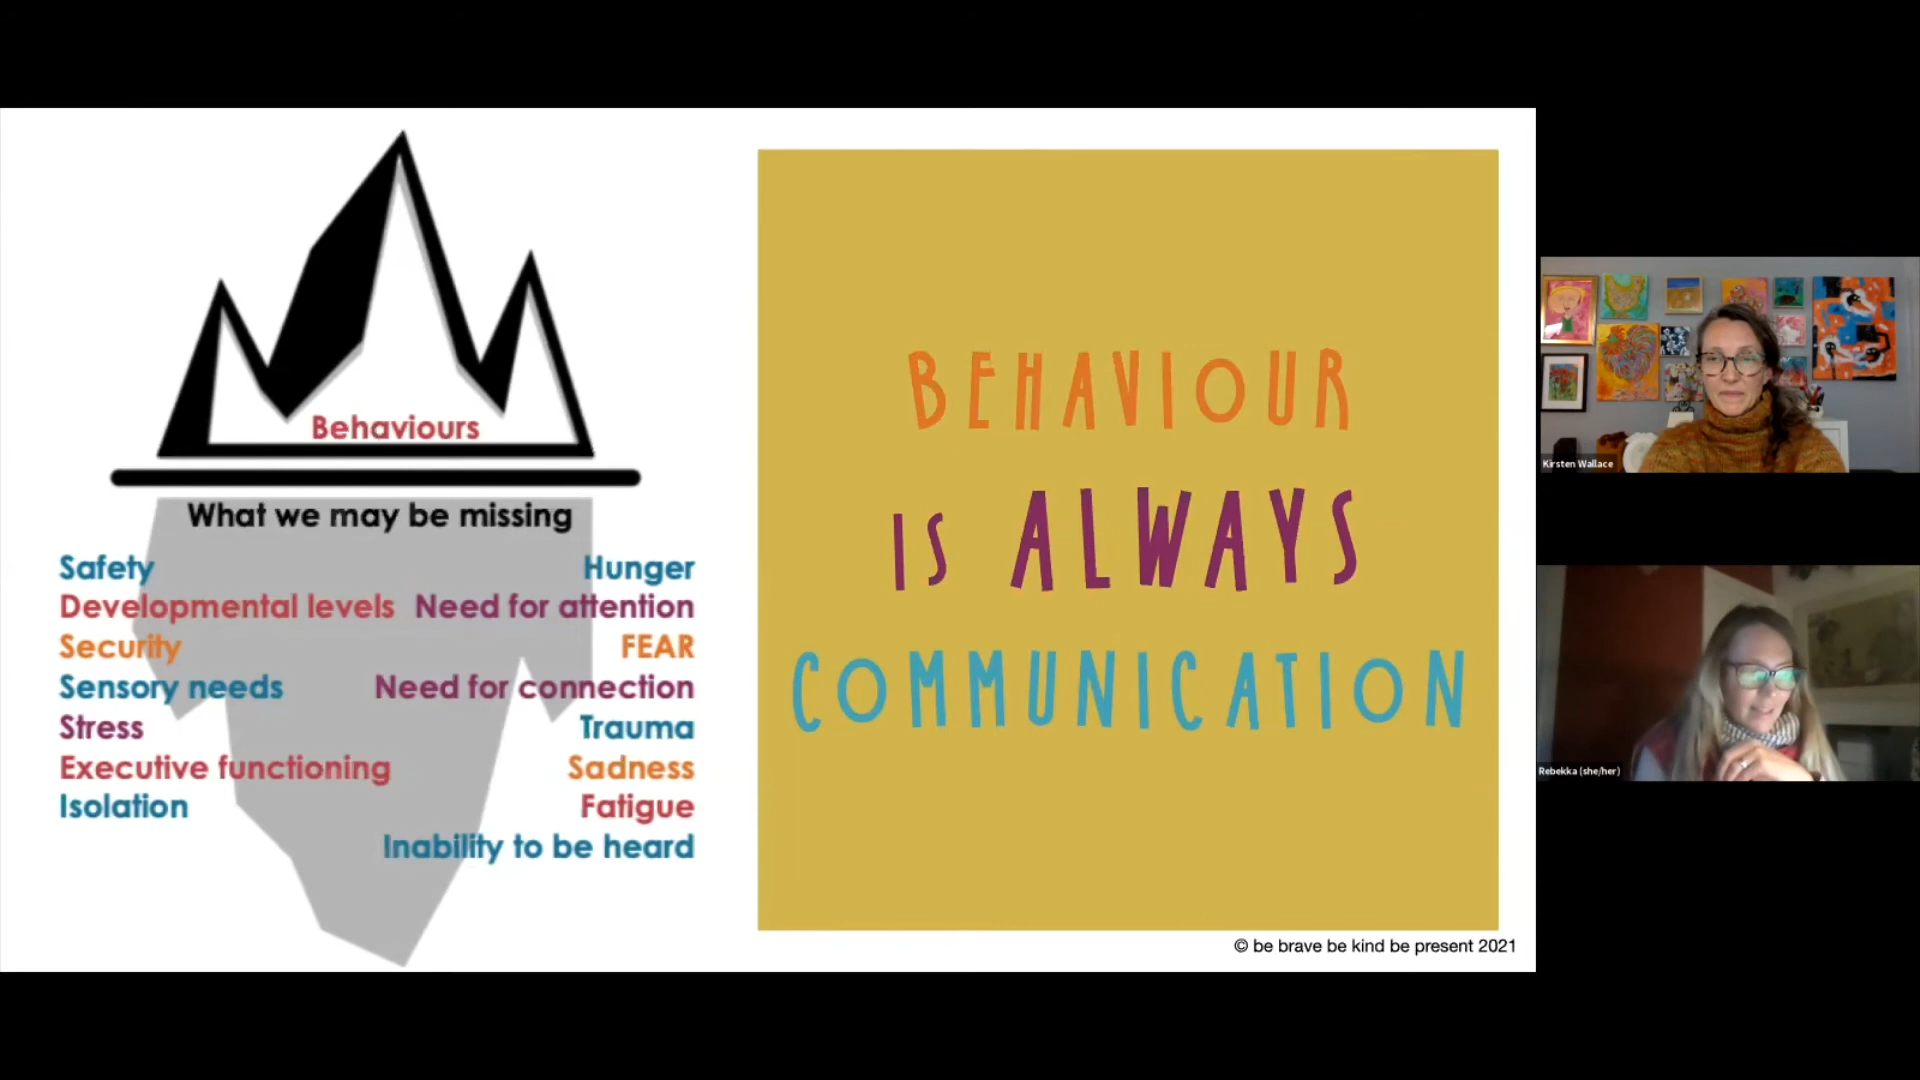 Behaviours
What we may be missing
Safety
Developmental levels
Security
Sensory needs
Stress
Executive functioning
Isolation
Hunger
Need for attention
FEAR
Need for connection
Trauma
Sadness
Fatigue
Inability to be heard
BEHAVIOUR
IS ALWAYS
COMMUNICATION
© be brave be kind be present 2021
Kirsten Wallace
Rebekka (she/her)